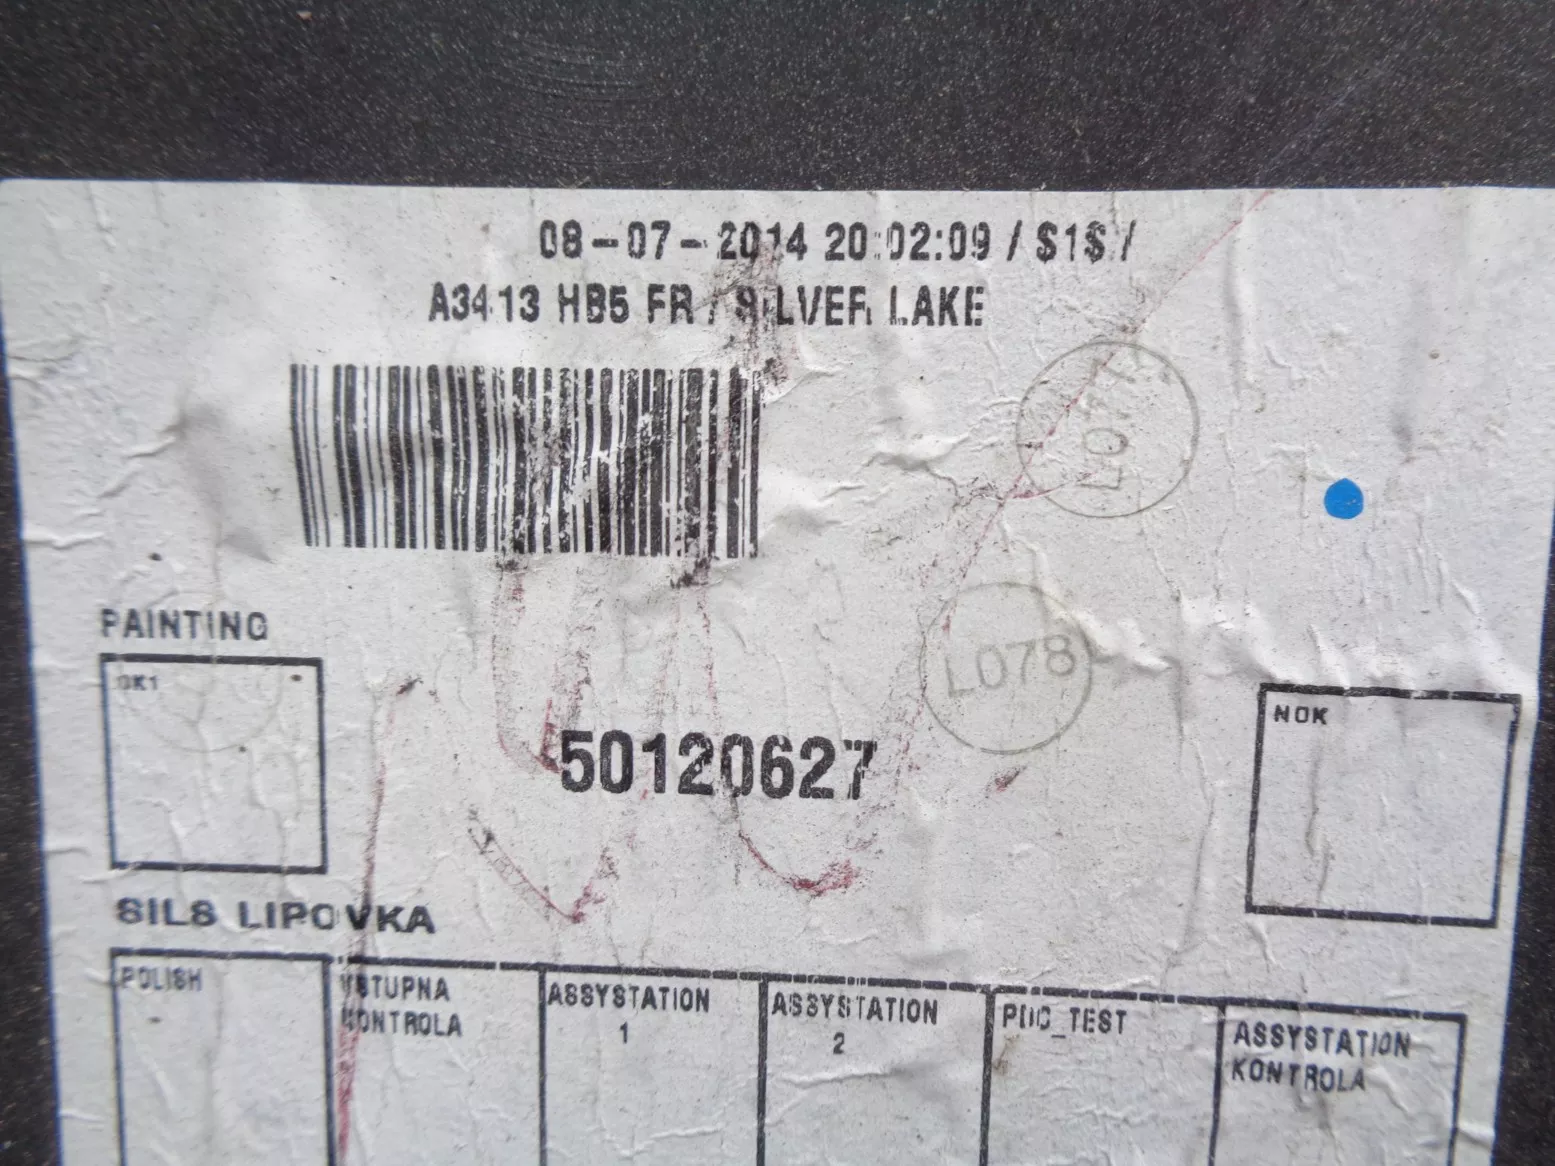 08-07-2014 20:02:09 / $1$ /
A3413 HB5 FR / SILVER LAKE
L077
PAINTING
L078
OK1
50120627
NOK
SILS LIPOVKA
POLISH
VSTUPNA
KONTROLA
ASSYSTATION
1
ASSYSTATION
2
PDC_TEST
ASSYSTATION
KONTROLA